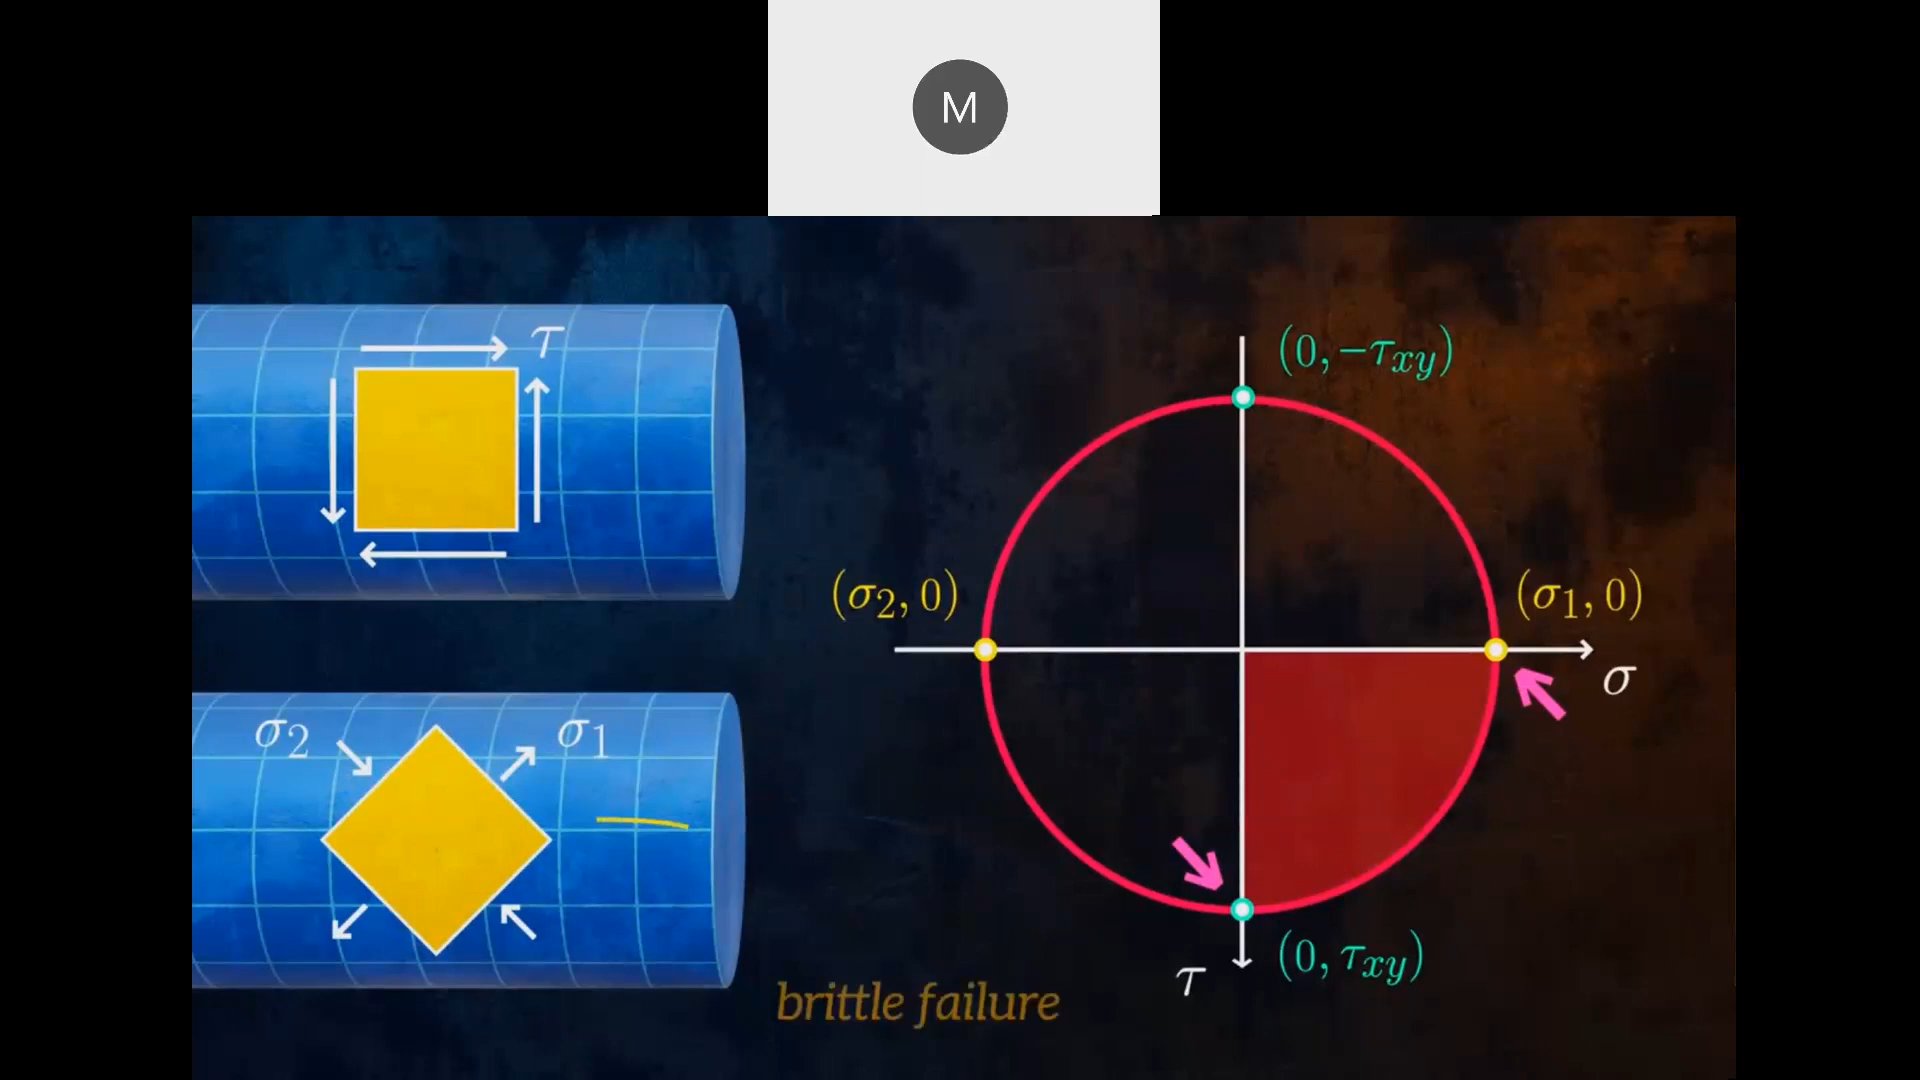 M
τ
(0, −τxy)
(σ2, 0)
(σ1, 0)
σ
σ2
σ1
(0, τxy)
τ
brittle failure